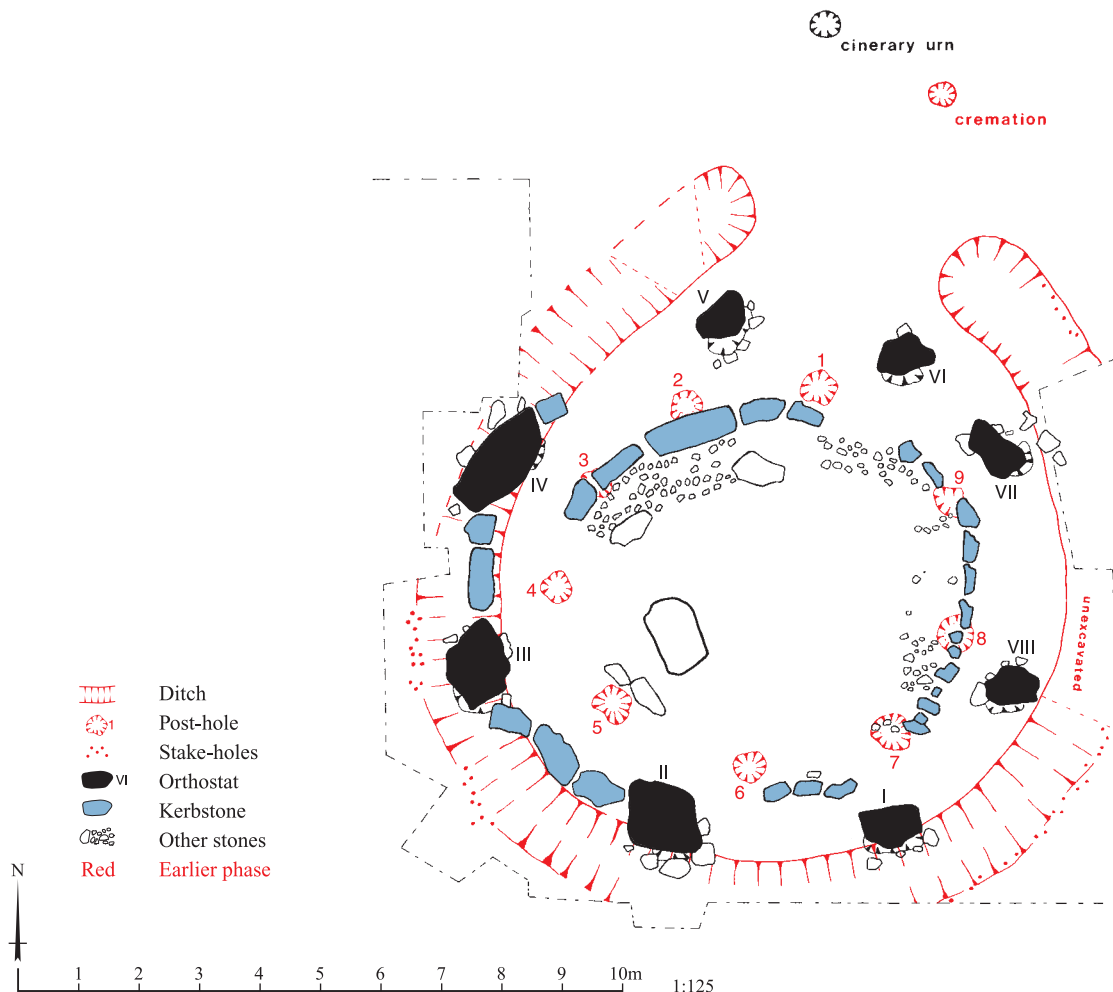 cinerary urn
cremation
V
VI
1
2
3
IV
9
VII
4
8
unexcavated
III
VIII
5
7
6
II
I
Ditch
1 Post-hole
Stake-holes
VI Orthostat
Kerbstone
Other stones
Red Earlier phase
N
1 2 3 4 5 6 7 8 9 10m
1:125